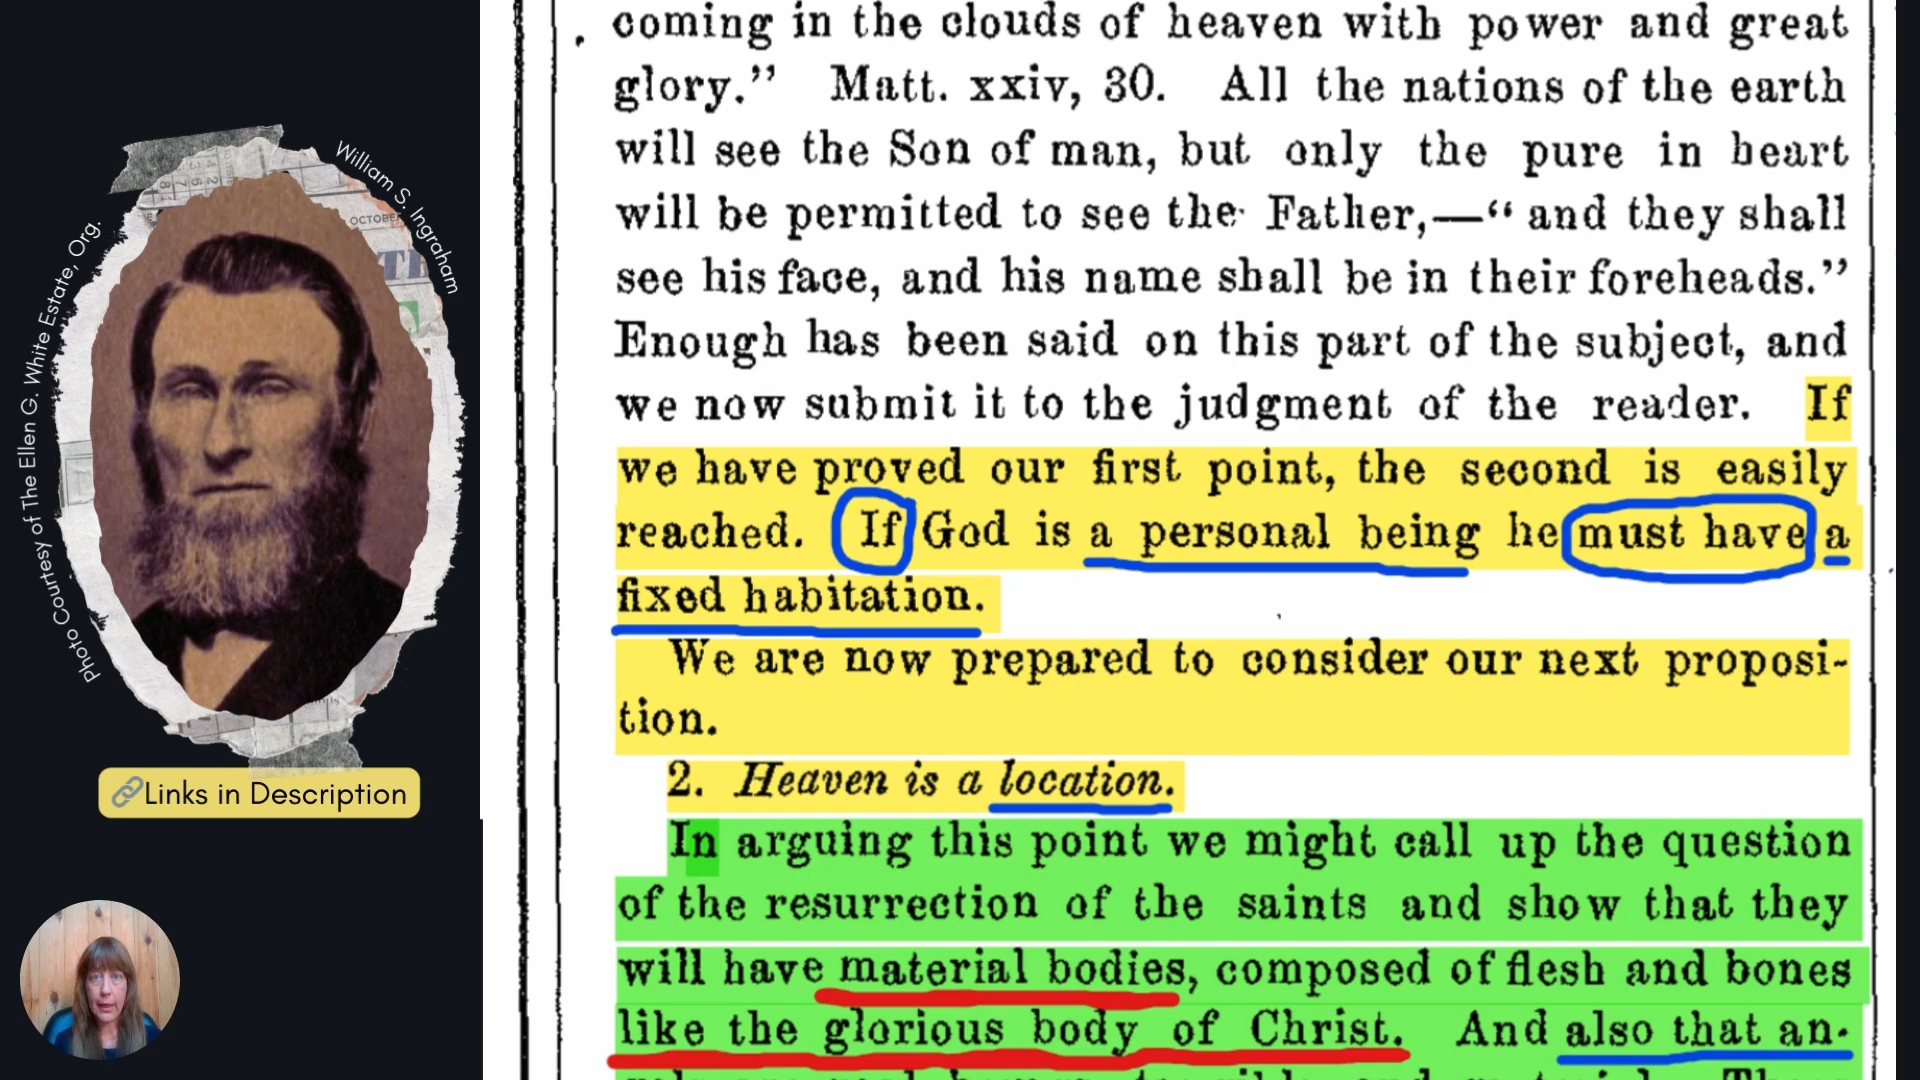 coming in the clouds of heaven with power and great
glory.” Matt. xxiv, 30. All the nations of the earth
will see the Son of man, but only the pure in heart
will be permitted to see the Father,—“and they shall
see his face, and his name shall be in their foreheads.”
Enough has been said on this part of the subject, and
we now submit it to the judgment of the reader. If
we have proved our first point, the second is easily
reached. If God is a personal being he must have a
fixed habitation.
We are now prepared to consider our next proposi-
tion.
2. Heaven is a location.
In arguing this point we might call up the question
of the resurrection of the saints and show that they
will have material bodies, composed of flesh and bones
like the glorious body of Christ. And also that an-
William S. Ingraham
Photo Courtesy of The Ellen G. White Estate, Org.
OCTOBER
Links in Description